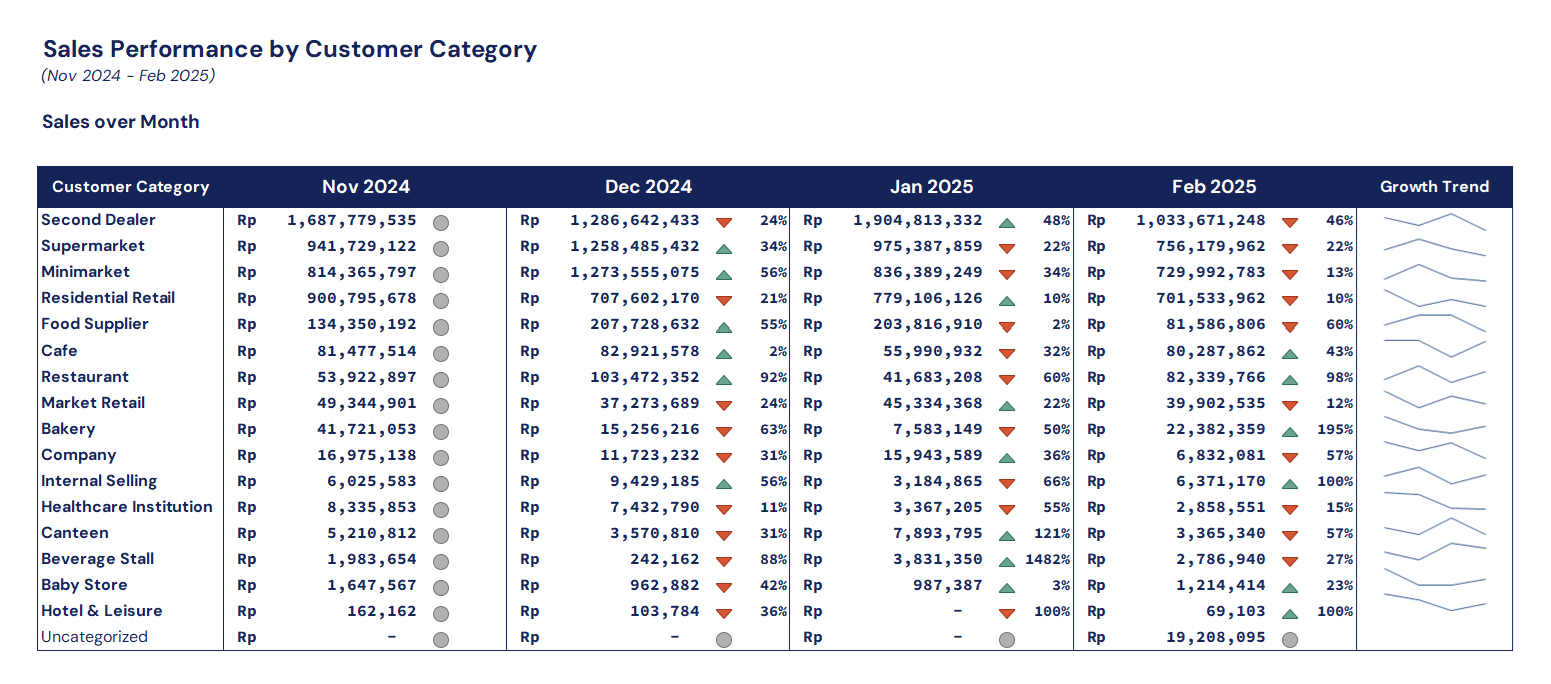 Sales Performance by Customer Category
(Nov 2024 - Feb 2025)
Sales over Month
Customer Category Nov 2024 Dec 2024 Jan 2025 Feb 2025 Growth Trend
Second Dealer Rp 1,687,779,535 Rp 1,286,642,433 24% Rp 1,904,813,332 48% Rp 1,033,671,248 46%
Supermarket Rp 941,729,122 Rp 1,258,485,432 34% Rp 975,387,859 22% Rp 756,179,962 22%
Minimarket Rp 814,365,797 Rp 1,273,555,075 56% Rp 836,389,249 34% Rp 729,992,783 13%
Residential Retail Rp 900,795,678 Rp 707,602,170 21% Rp 779,106,126 10% Rp 701,533,962 10%
Food Supplier Rp 134,350,192 Rp 207,728,632 55% Rp 203,816,910 2% Rp 81,586,806 60%
Cafe Rp 81,477,514 Rp 82,921,578 2% Rp 55,990,932 32% Rp 80,287,862 43%
Restaurant Rp 53,922,897 Rp 103,472,352 92% Rp 41,683,208 60% Rp 82,339,766 98%
Market Retail Rp 49,344,901 Rp 37,273,689 24% Rp 45,334,368 22% Rp 39,902,535 12%
Bakery Rp 41,721,053 Rp 15,256,216 63% Rp 7,583,149 50% Rp 22,382,359 195%
Company Rp 16,975,138 Rp 11,723,232 31% Rp 15,943,589 36% Rp 6,832,081 57%
Internal Selling Rp 6,025,583 Rp 9,429,185 56% Rp 3,184,865 66% Rp 6,371,170 100%
Healthcare Institution Rp 8,335,853 Rp 7,432,790 11% Rp 3,367,205 55% Rp 2,858,551 15%
Canteen Rp 5,210,812 Rp 3,570,810 31% Rp 7,893,795 121% Rp 3,365,340 57%
Beverage Stall Rp 1,983,654 Rp 242,162 88% Rp 3,831,350 1482% Rp 2,786,940 27%
Baby Store Rp 1,647,567 Rp 962,882 42% Rp 987,387 3% Rp 1,214,414 23%
Hotel & Leisure Rp 162,162 Rp 103,784 36% Rp - 100% Rp 69,103 100%
Uncategorized Rp - Rp - Rp - Rp 19,208,095